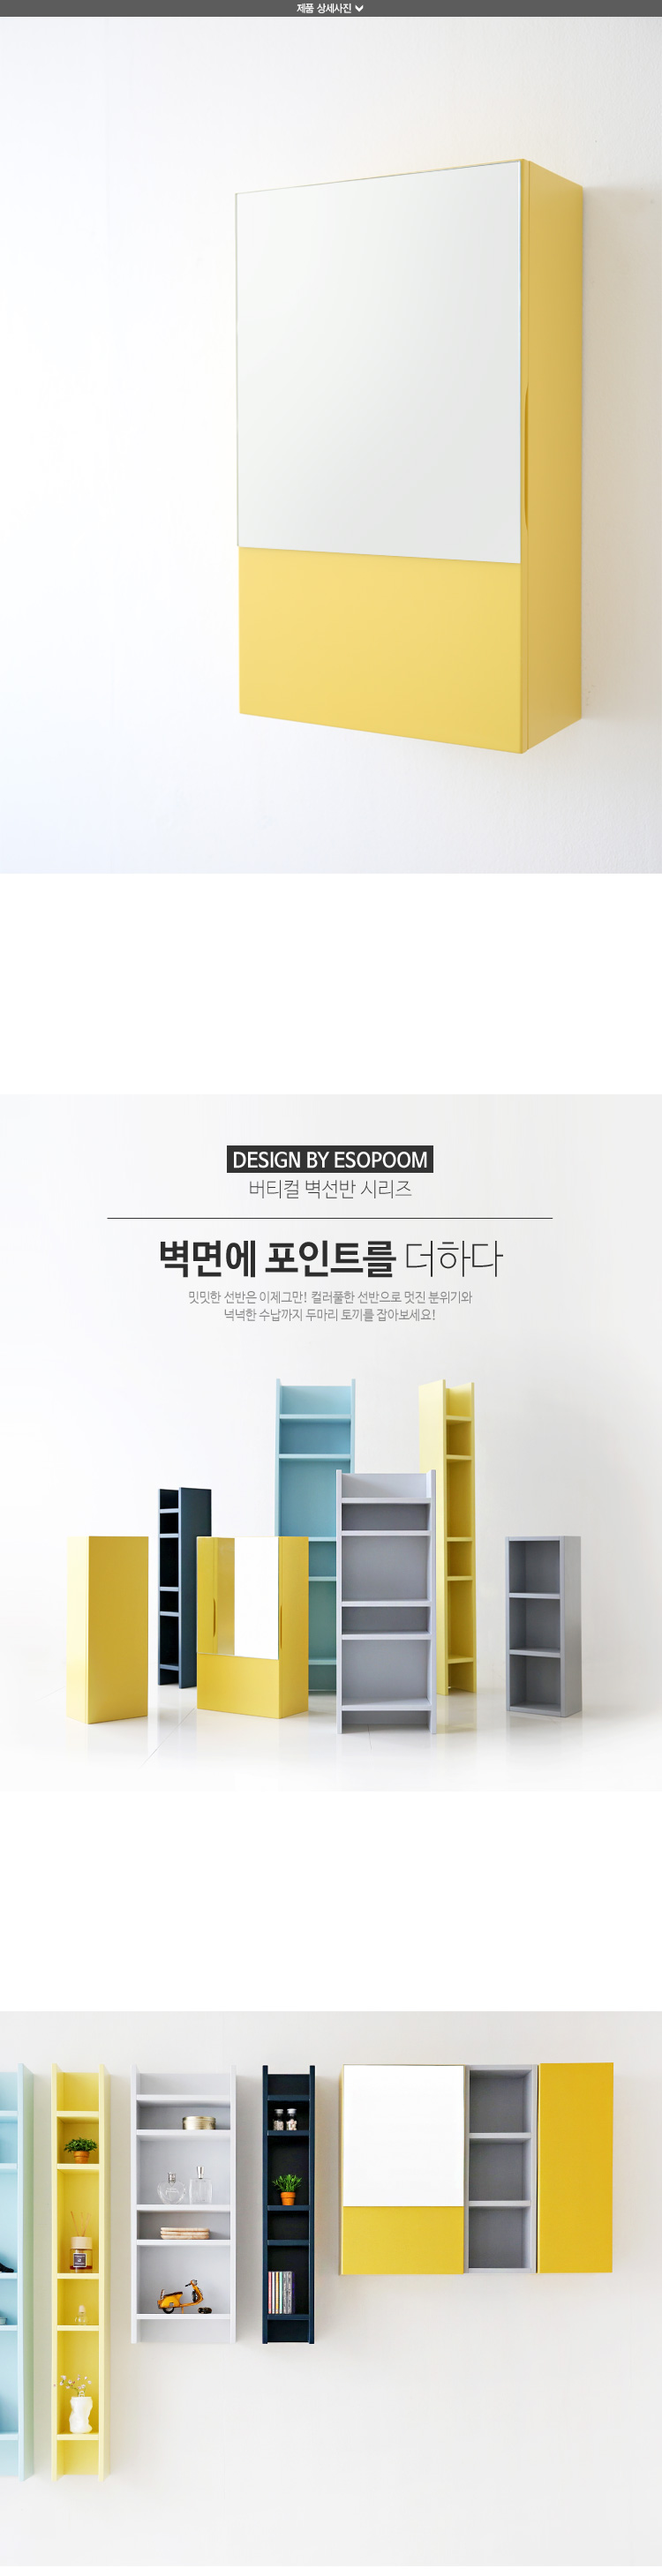 제품 상세사진
DESIGN BY ESOPOOM
버티컬 벽선반 시리즈
벽면에 포인트를 더하다
밋밋한 선반은 이제그만! 컬러풀한 선반으로 멋진 분위기와
넉넉한 수납까지 두마리 토끼를 잡아보세요!